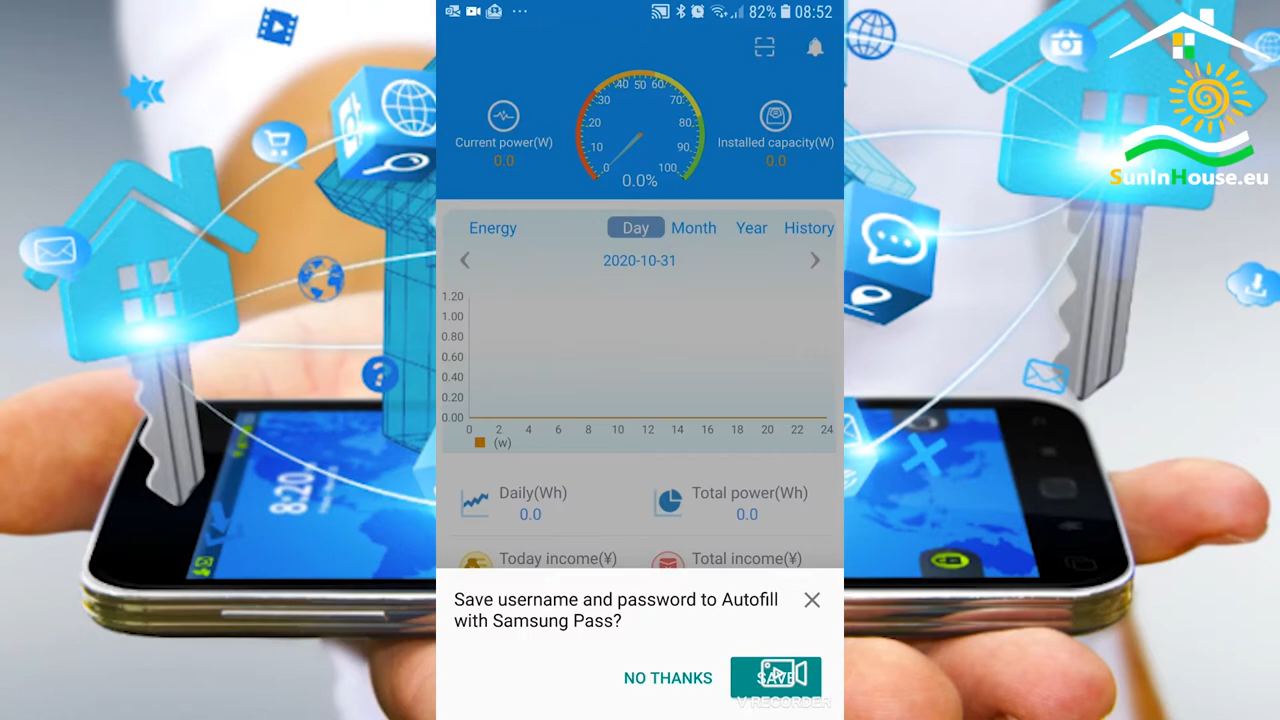 82% 08:52
Current power(W)
0.0
0
10
20
30
40
50
60
70
80
90
100
0.0%
Installed capacity(W)
0.0
Energy
Day
Month
Year
History
2020-10-31
1.20
1.00
0.80
0.60
0.40
0.20
0.00
0 2 4 6 8 10 12 14 16 18 20 22 24
(w)
Daily(Wh)
0.0
Total power(Wh)
0.0
Today income(¥)
Total income(¥)
Save username and password to Autofill
with Samsung Pass?
NO THANKS
SAVE
V RECORDER
SunInHouse.eu
8:20
?